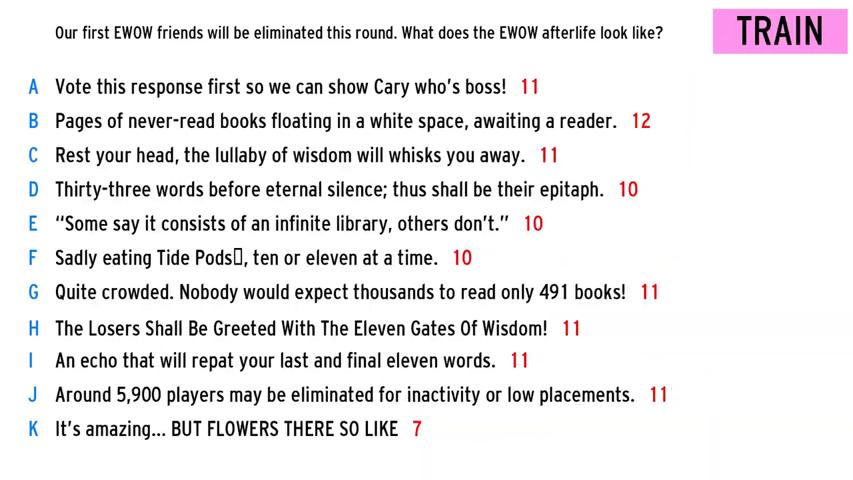 Our first EWOW friends will be eliminated this round. What does the EWOW afterlife look like?
TRAIN
A Vote this response first so we can show Cary who's boss! 11
B Pages of never-read books floating in a white space, awaiting a reader. 12
C Rest your head, the lullaby of wisdom will whisks you away. 11
D Thirty-three words before eternal silence; thus shall be their epitaph. 10
E “Some say it consists of an infinite library, others don't.” 10
F Sadly eating Tide Pods▯, ten or eleven at a time. 10
G Quite crowded. Nobody would expect thousands to read only 491 books! 11
H The Losers Shall Be Greeted With The Eleven Gates Of Wisdom! 11
I An echo that will repat your last and final eleven words. 11
J Around 5,900 players may be eliminated for inactivity or low placements. 11
K It's amazing... BUT FLOWERS THERE SO LIKE 7